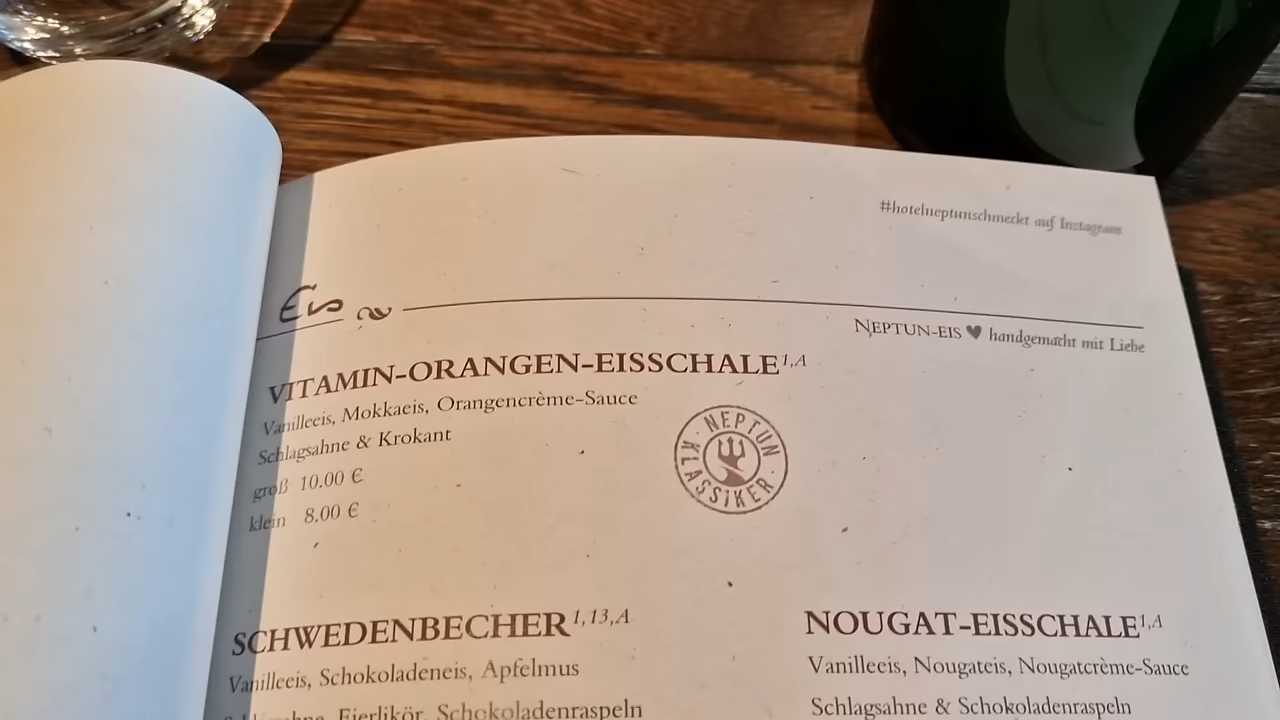 #hotelneptunschmeckt auf Instagram
Eis
NEPTUN-EIS ♥ handgemacht mit Liebe
VITAMIN-ORANGEN-EISSCHALE1,A
Vanilleeis, Mokkaeis, Orangencrème-Sauce
Schlagsahne & Krokant
groß 10.00 €
klein 8.00 €
NEPTUN KLASSIKER
SCHWEDENBECHER1,13,A
Vanilleeis, Schokoladeneis, Apfelmus
Eierlikör, Schokoladenraspeln
NOUGAT-EISSCHALE1,A
Vanilleeis, Nougateis, Nougatcrème-Sauce
Schlagsahne & Schokoladenraspeln